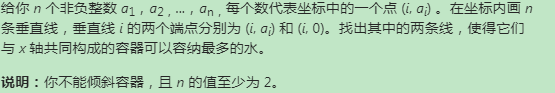 给你 n 个非负整数 a1，a2，...，an，每个数代表坐标中的一个点 (i, ai) 。在坐标内画 n
条垂直线，垂直线 i 的两个端点分别为 (i, ai) 和 (i, 0)。找出其中的两条线，使得它们
与 x 轴共同构成的容器可以容纳最多的水。
说明：你不能倾斜容器，且 n 的值至少为 2。